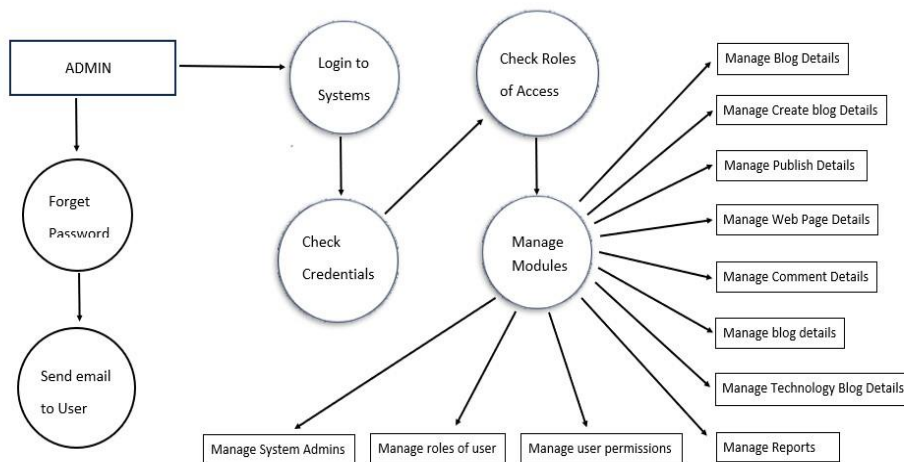 ADMIN
Login to
Systems
Check Roles
of Access
Manage Blog Details
Manage Create blog Details
Manage Publish Details
Manage Web Page Details
Manage Comment Details
Manage blog details
Manage Technology Blog Details
Manage Reports
Forget
Password
Check
Credentials
Manage
Modules
Send email
to User
Manage System Admins
Manage roles of user
Manage user permissions